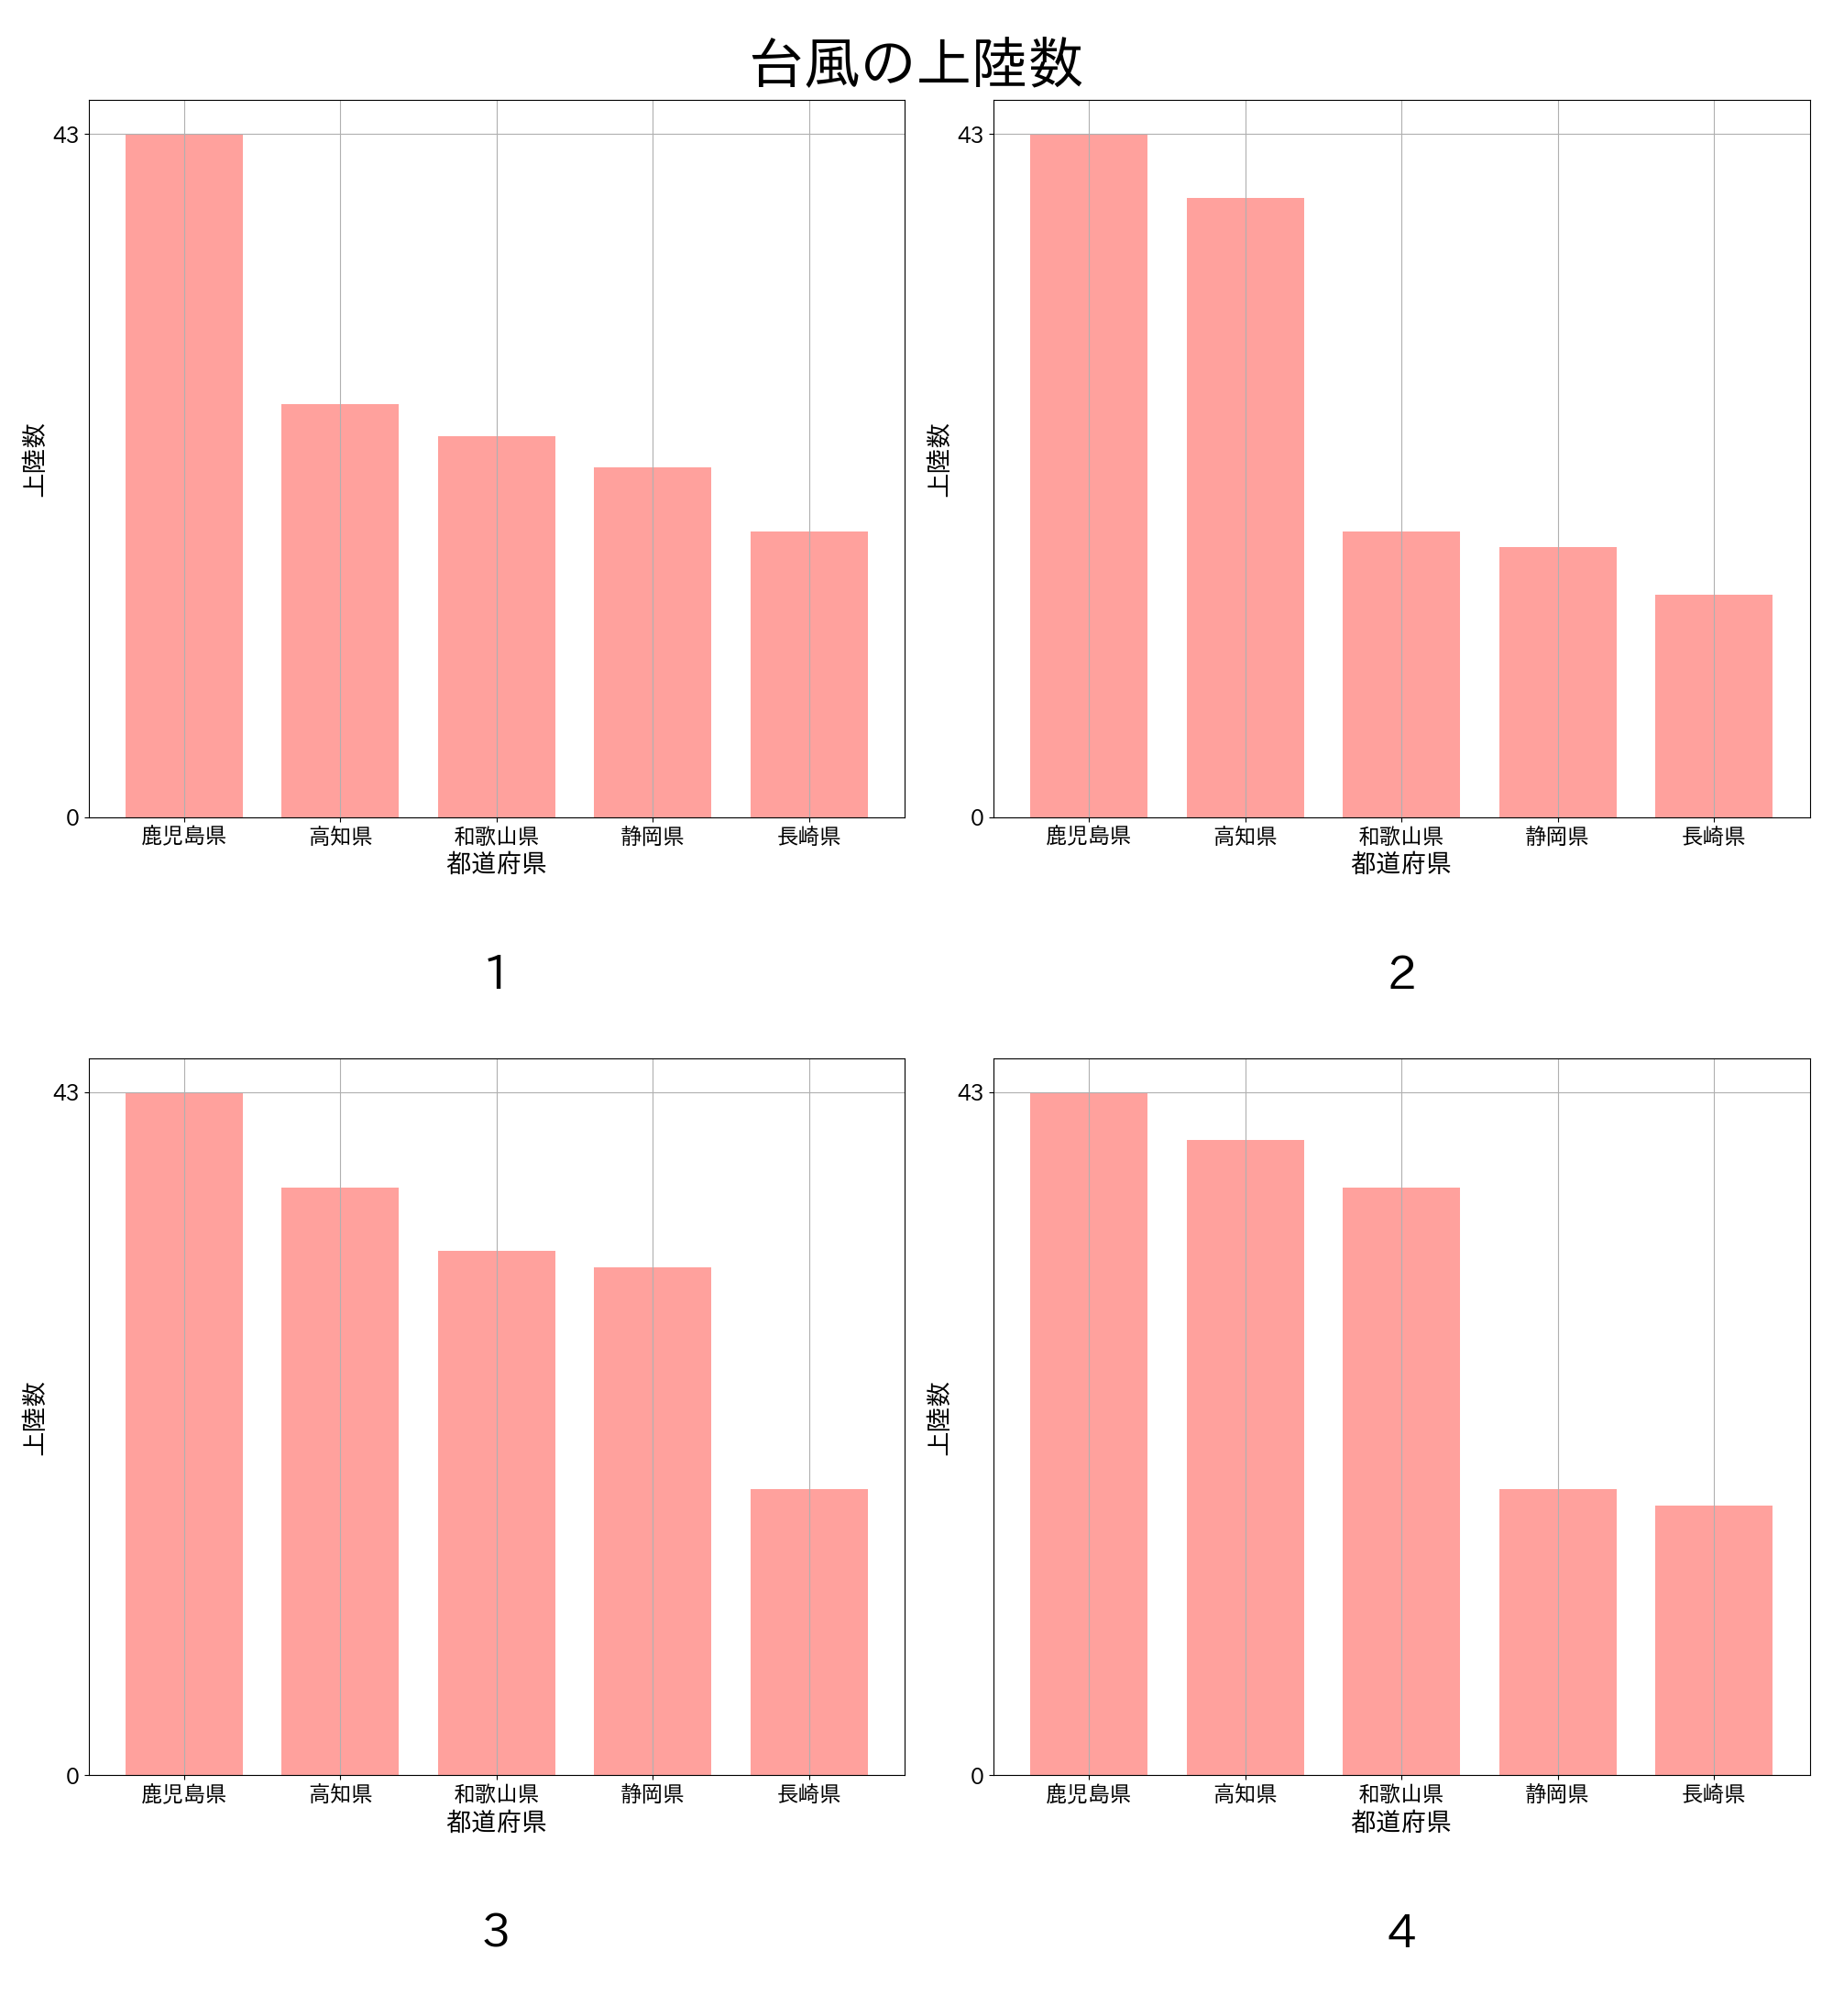 台風の上陸数
43
0
上陸数
鹿児島県 高知県 和歌山県 静岡県 長崎県
都道府県
1
43
0
上陸数
鹿児島県 高知県 和歌山県 静岡県 長崎県
都道府県
2
43
0
上陸数
鹿児島県 高知県 和歌山県 静岡県 長崎県
都道府県
3
43
0
上陸数
鹿児島県 高知県 和歌山県 静岡県 長崎県
都道府県
4